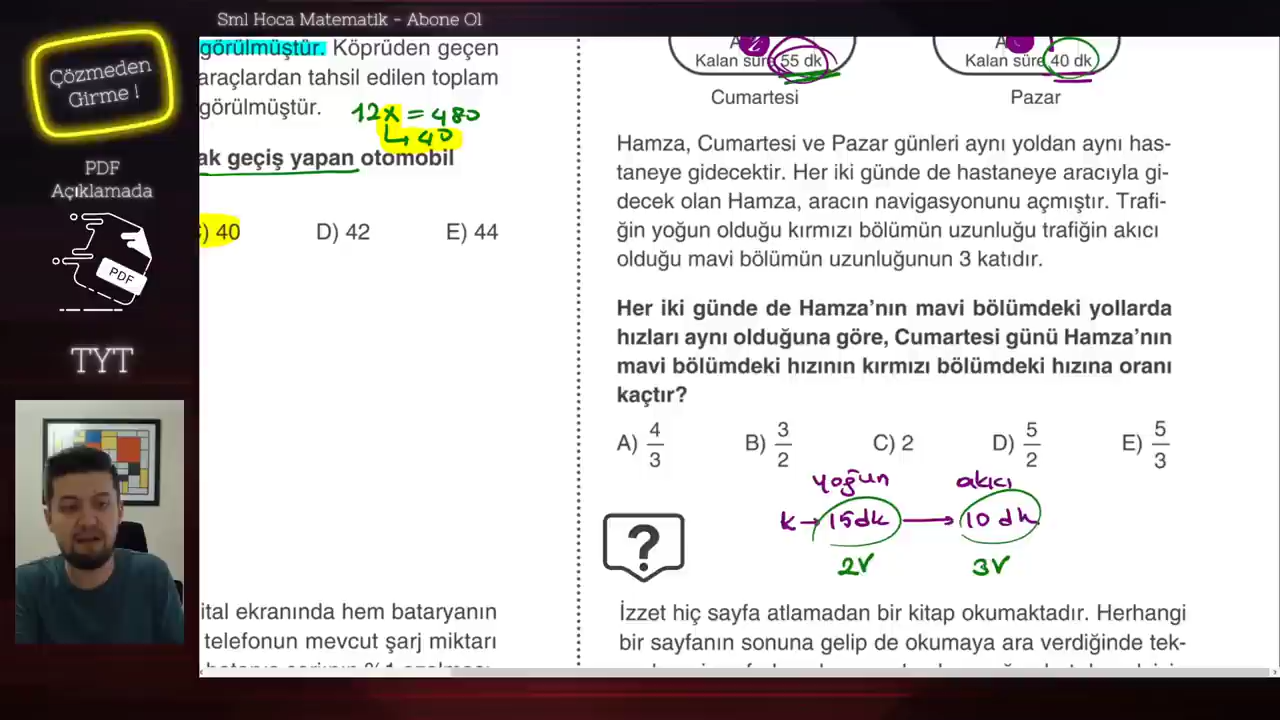 Sml Hoca Matematik - Abone Ol
Çözmeden
Girme !
PDF
Açıklamada
PDF
TYT
görülmüştür. Köprüden geçen
araçlardan tahsil edilen toplam
görülmüştür.
12x = 480
↳ 40
ak geçiş yapan otomobil
) 40 D) 42 E) 44
ital ekranında hem bataryanın
telefonun mevcut şarj miktarı
Kalan süre 55 dk
Cumartesi
Kalan süre 40 dk
Pazar
Hamza, Cumartesi ve Pazar günleri aynı yoldan aynı has-
taneye gidecektir. Her iki günde de hastaneye aracıyla gi-
decek olan Hamza, aracın navigasyonunu açmıştır. Trafi-
ğin yoğun olduğu kırmızı bölümün uzunluğu trafiğin akıcı
olduğu mavi bölümün uzunluğunun 3 katıdır.
Her iki günde de Hamza'nın mavi bölümdeki yollarda
hızları aynı olduğuna göre, Cumartesi günü Hamza'nın
mavi bölümdeki hızının kırmızı bölümdeki hızına oranı
kaçtır?
A) 4/3 B) 3/2 C) 2 D) 5/2 E) 5/3
yoğun akıcı
k → 15dk → 10 dk
2V 3V
?
İzzet hiç sayfa atlamadan bir kitap okumaktadır. Herhangi
bir sayfanın sonuna gelip de okumaya ara verdiğinde tek-